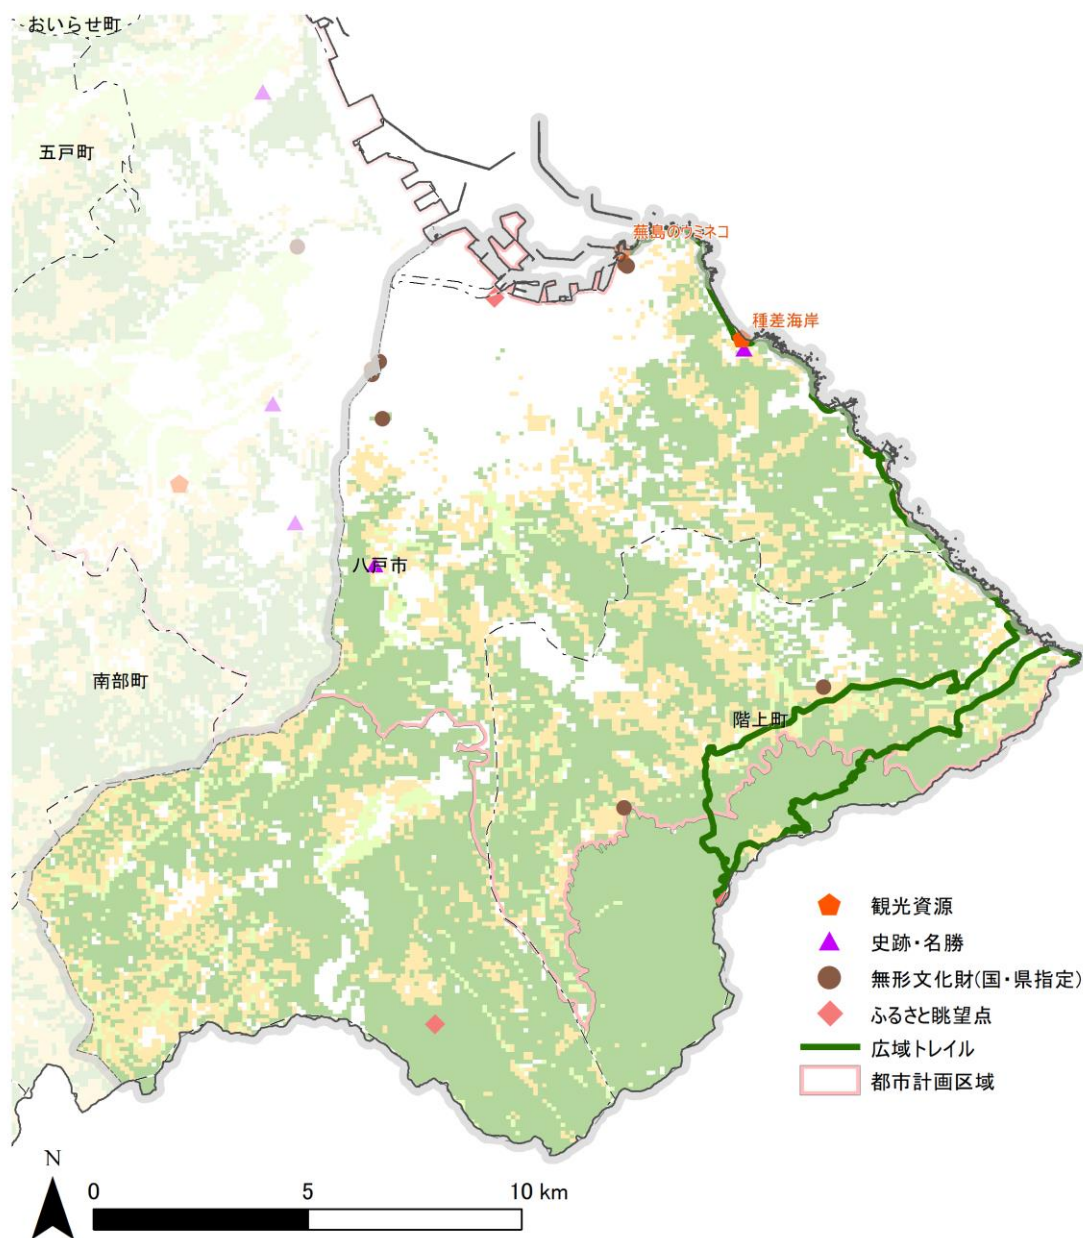 おいらせ町
五戸町
蕪島のウミネコ
種差海岸
八戸市
南部町
階上町
観光資源
史跡・名勝
無形文化財(国・県指定)
ふるさと眺望点
広域トレイル
都市計画区域
N
0 5 10 km